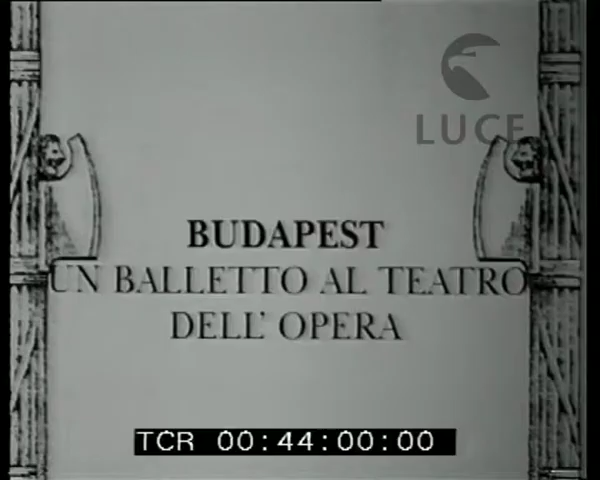 LUCE
BUDAPEST
UN BALLETTO AL TEATRO
DELL' OPERA
TCR 00:44:00:00